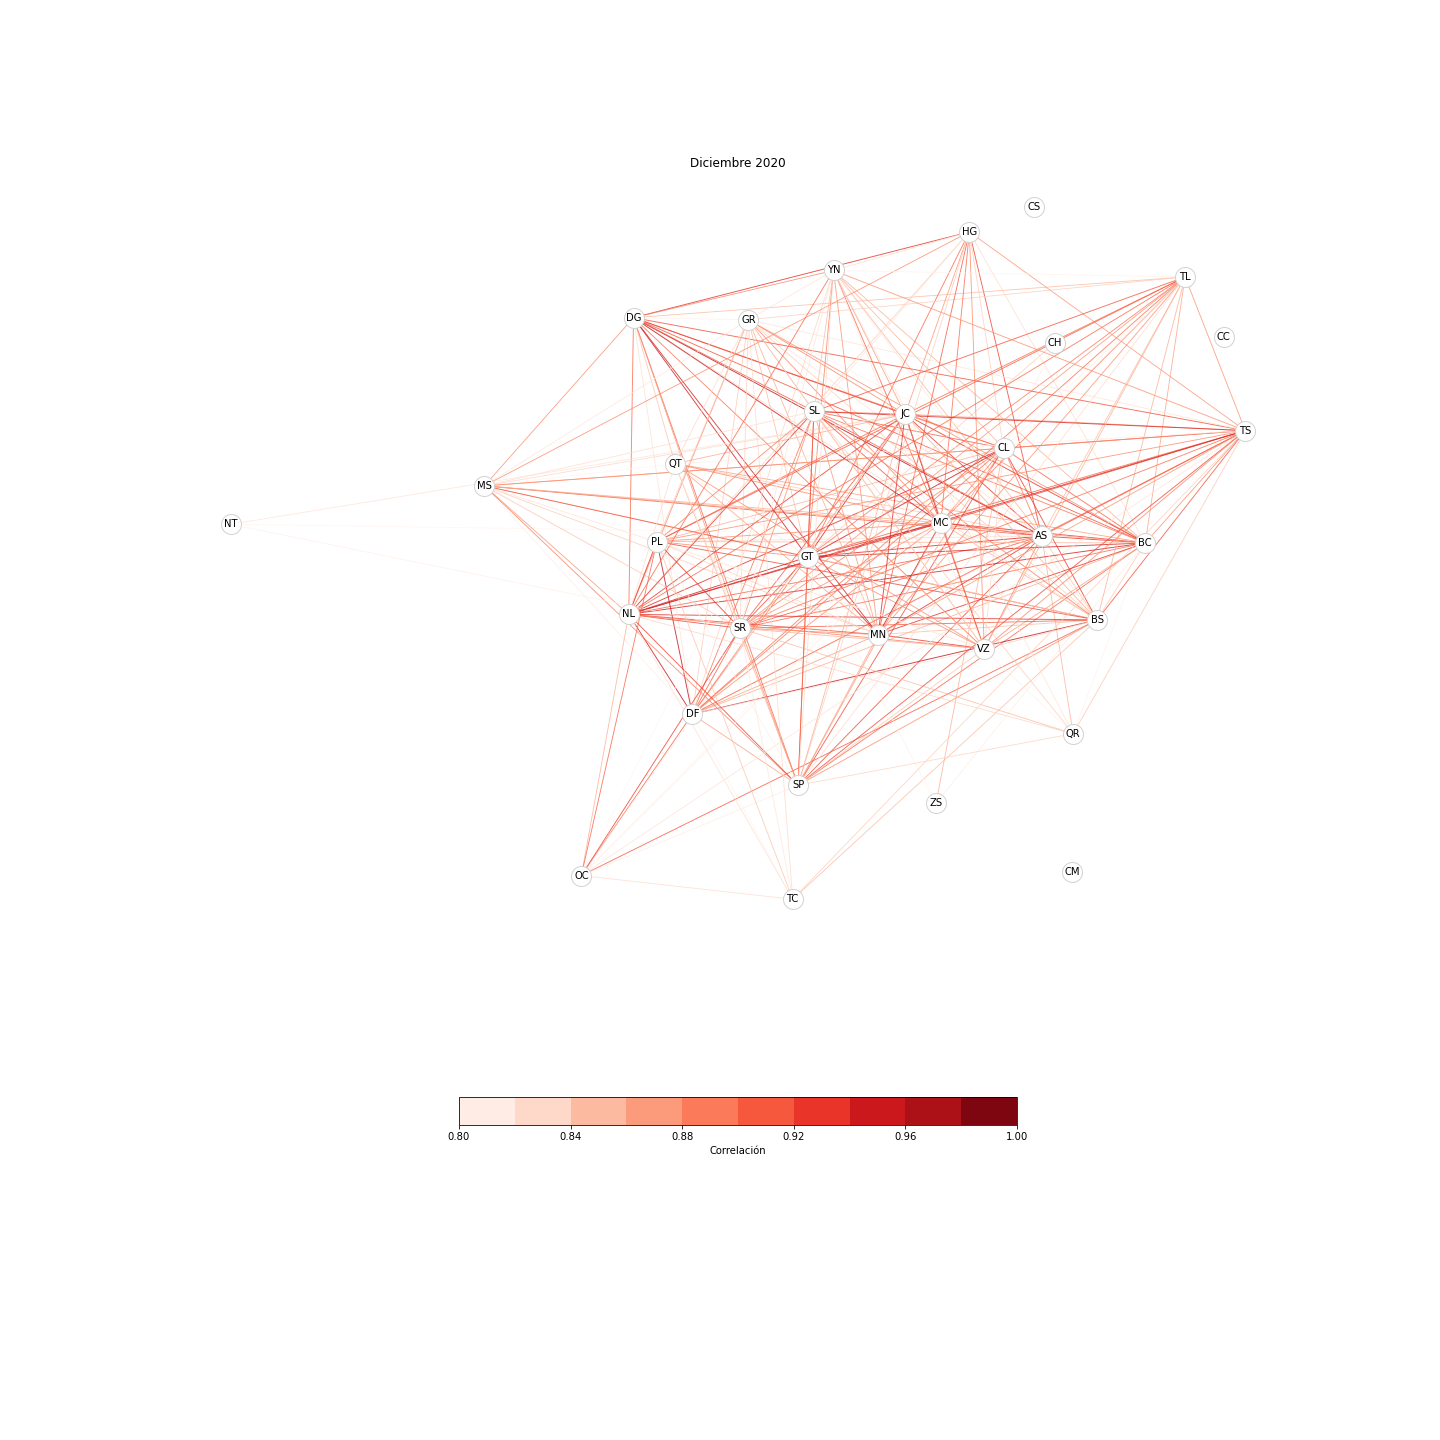 Diciembre 2020
CS
HG
YN
TL
DG
GR
CC
CH
SL
JC
TS
CL
QT
MS
NT
MC
AS
PL
BC
GT
NL
BS
SR
MN
VZ
DF
QR
SP
ZS
CM
OC
TC
0.80 0.84 0.88 0.92 0.96 1.00
Correlación